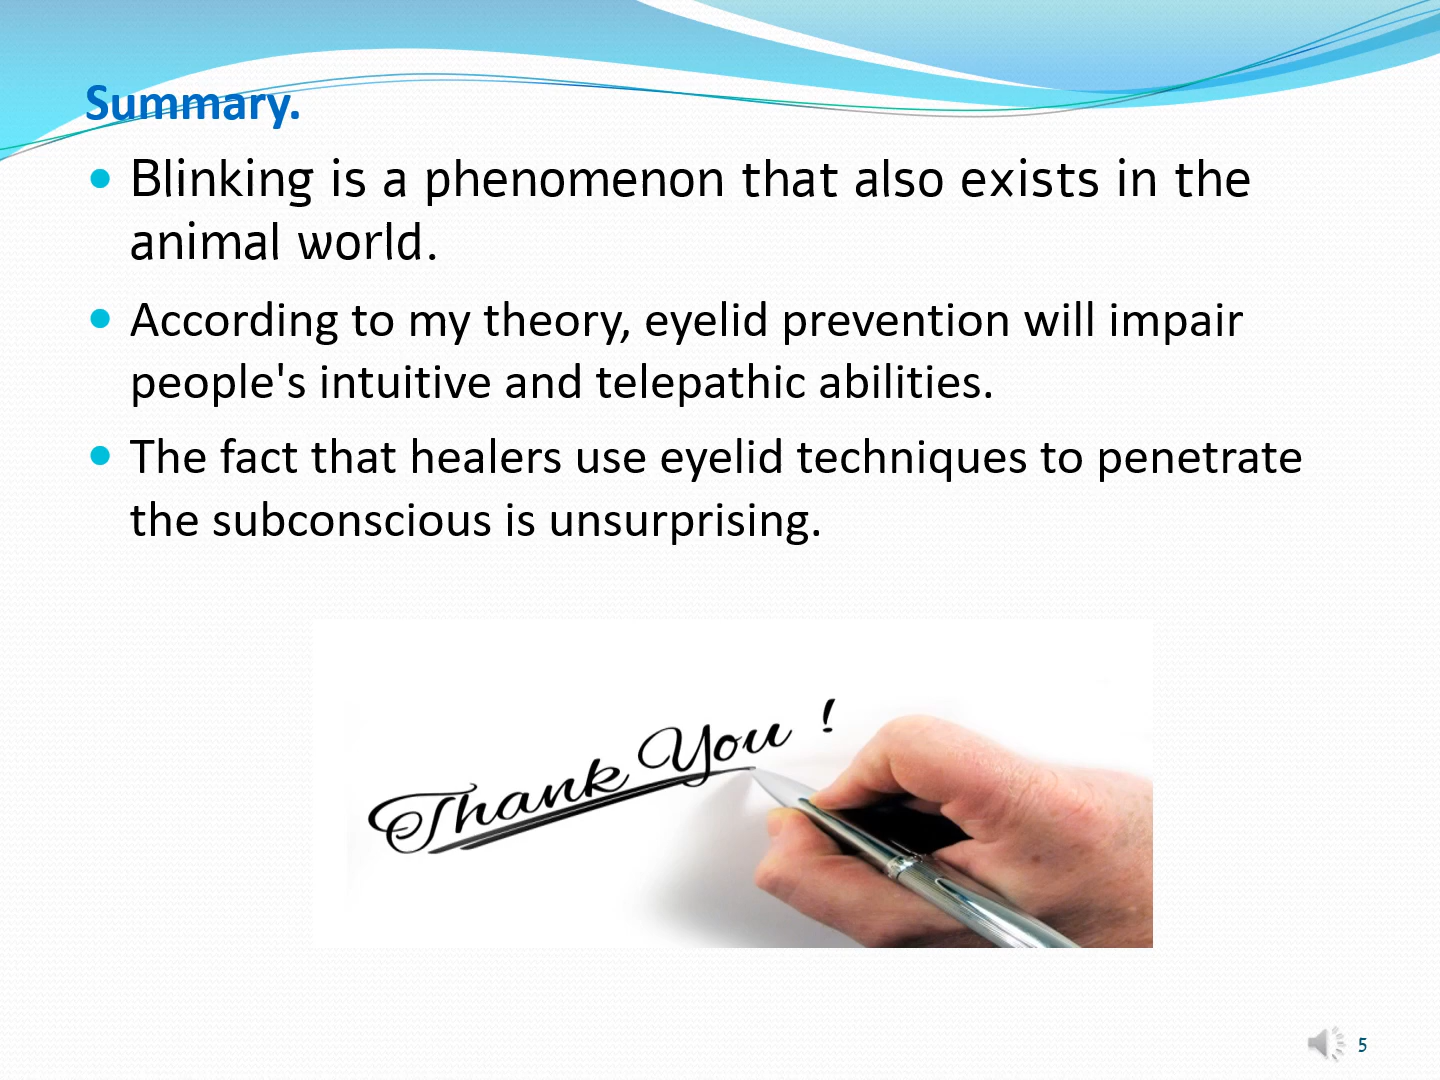 Summary.
Blinking is a phenomenon that also exists in the
animal world.
According to my theory, eyelid prevention will impair
people's intuitive and telepathic abilities.
The fact that healers use eyelid techniques to penetrate
the subconscious is unsurprising.
Thank You !
5